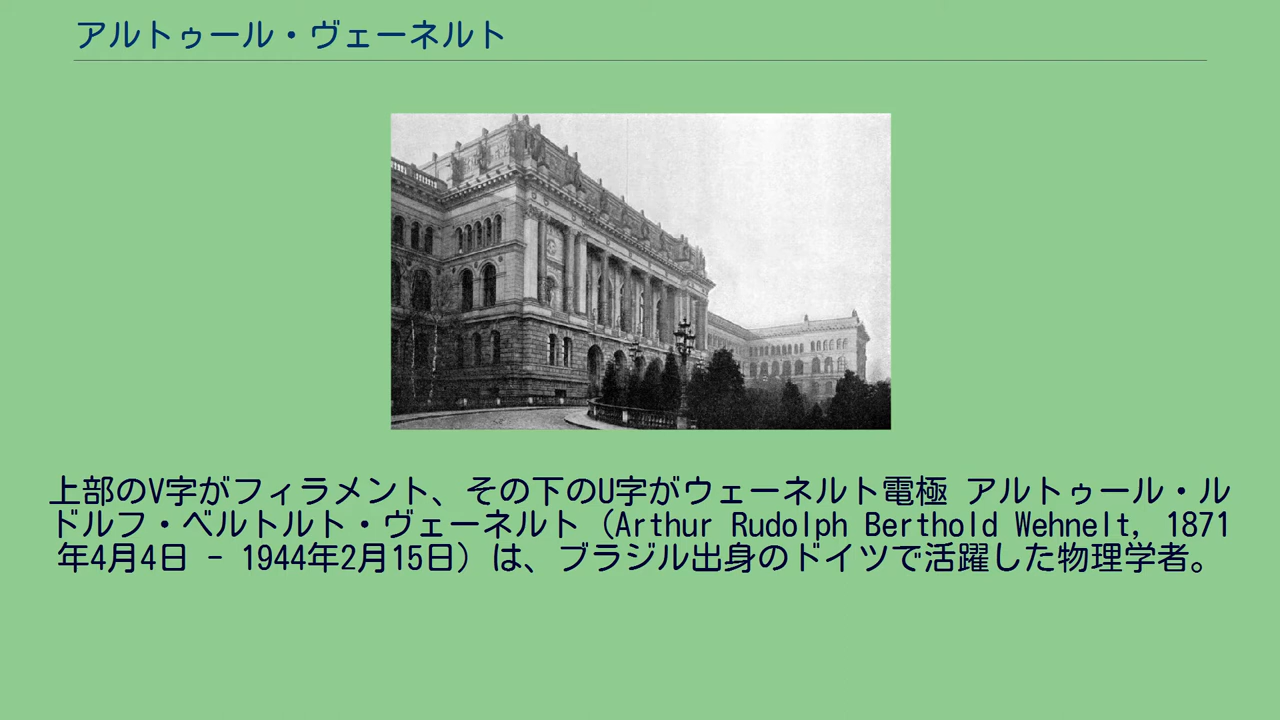 アルトゥール・ヴェーネルト
上部のV字がフィラメント、その下のU字がウェーネルト電極 アルトゥール・ル
ドルフ・ベルトルト・ヴェーネルト（Arthur Rudolph Berthold Wehnelt, 1871
年4月4日 - 1944年2月15日）は、ブラジル出身のドイツで活躍した物理学者。